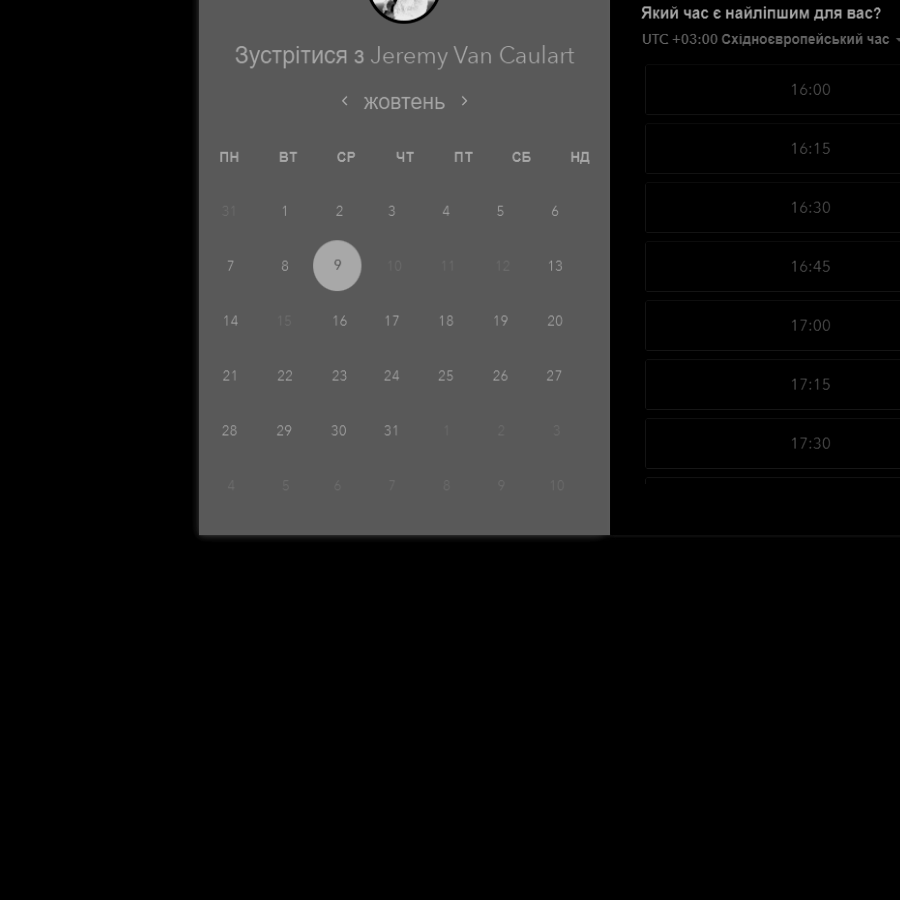 Зустрітися з Jeremy Van Caulart
жовтень
ПН ВТ СР ЧТ ПТ СБ НД
31 1 2 3 4 5 6
7 8 9 10 11 12 13
14 15 16 17 18 19 20
21 22 23 24 25 26 27
28 29 30 31 1 2 3
4 5 6 7 8 9 10
Який час є найліпшим для вас?
UTC +03:00 Східноєвропейський час
16:00
16:15
16:30
16:45
17:00
17:15
17:30